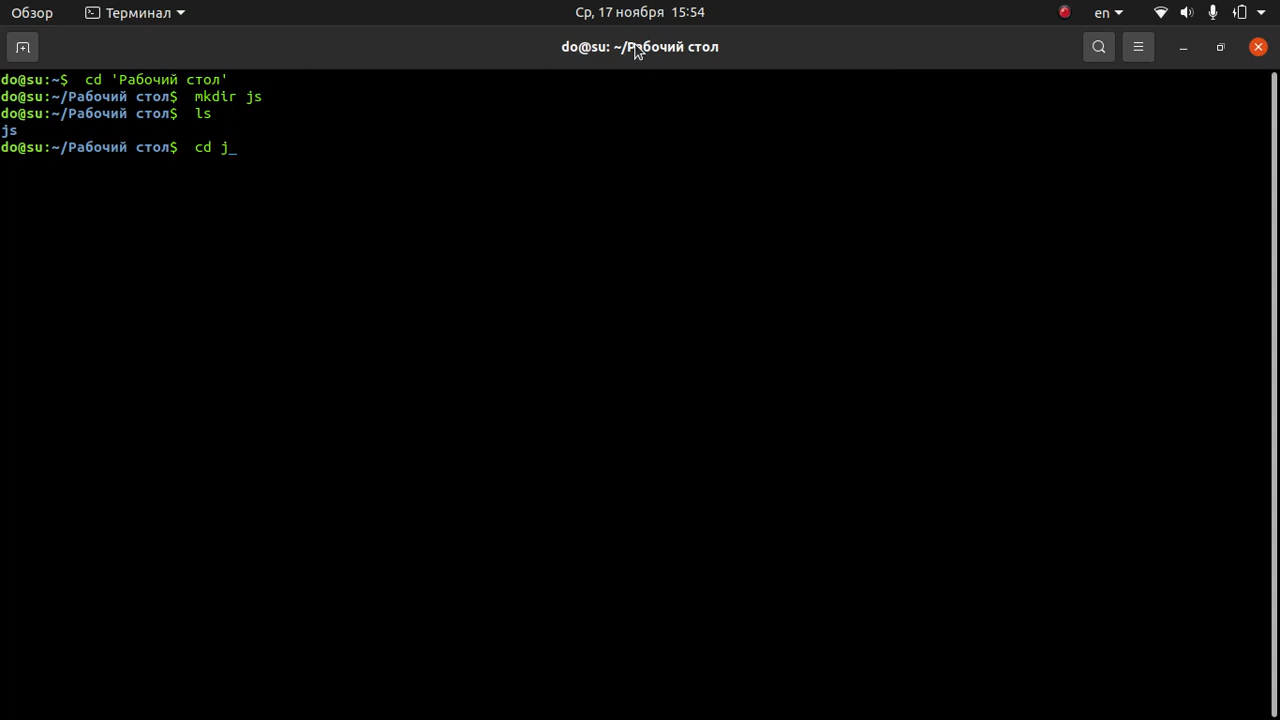 Обзор Терминал Ср, 17 ноября 15:54 en
do@su: ~/Рабочий стол
do@su:~$ cd 'Рабочий стол'
do@su:~/Рабочий стол$ mkdir js
do@su:~/Рабочий стол$ ls
js
do@su:~/Рабочий стол$ cd j_